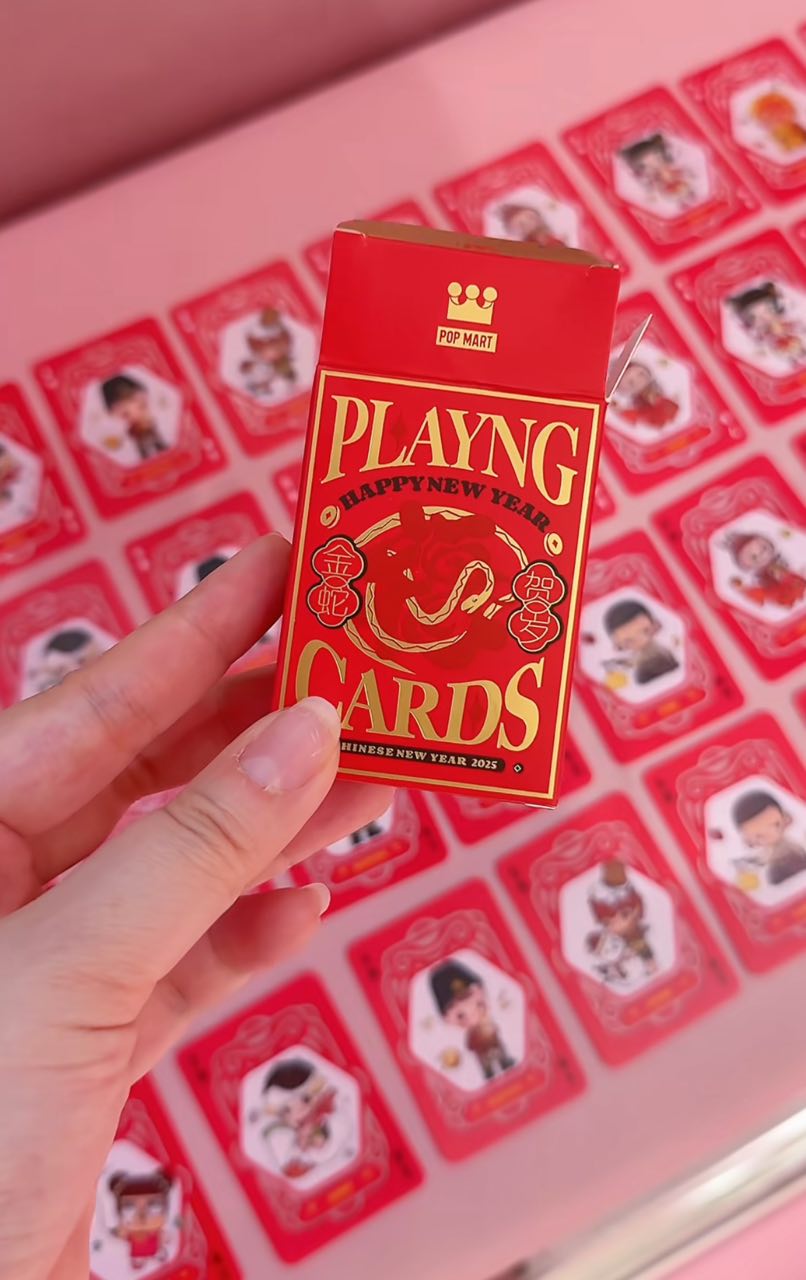 POP MART
PLAYNG
HAPPY NEW YEAR
金蛇
贺岁
CARDS
HINESE NEW YEAR 2025